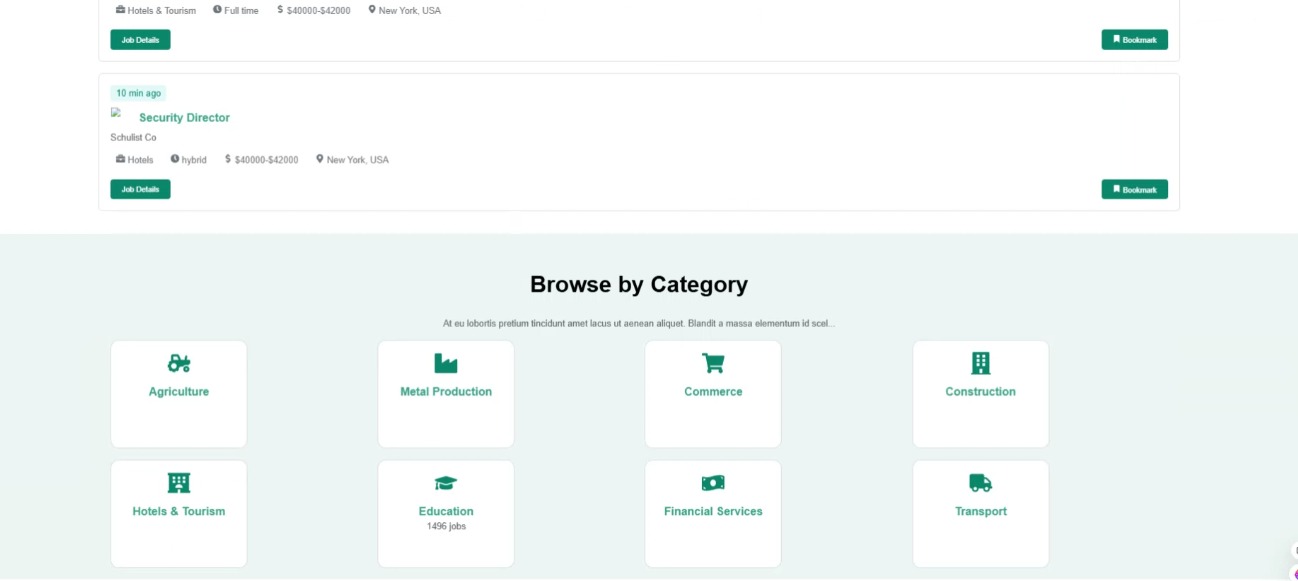 Hotels & Tourism Full time $40000-$42000 New York, USA
Job Details Bookmark
10 min ago
Security Director
Schulist Co
Hotels hybrid $40000-$42000 New York, USA
Job Details Bookmark
Browse by Category
At eu lobortis pretium tincidunt amet lacus ut aenean aliquet. Blandit a massa elementum id scel...
Agriculture Metal Production Commerce Construction
Hotels & Tourism Education Financial Services Transport
1496 jobs